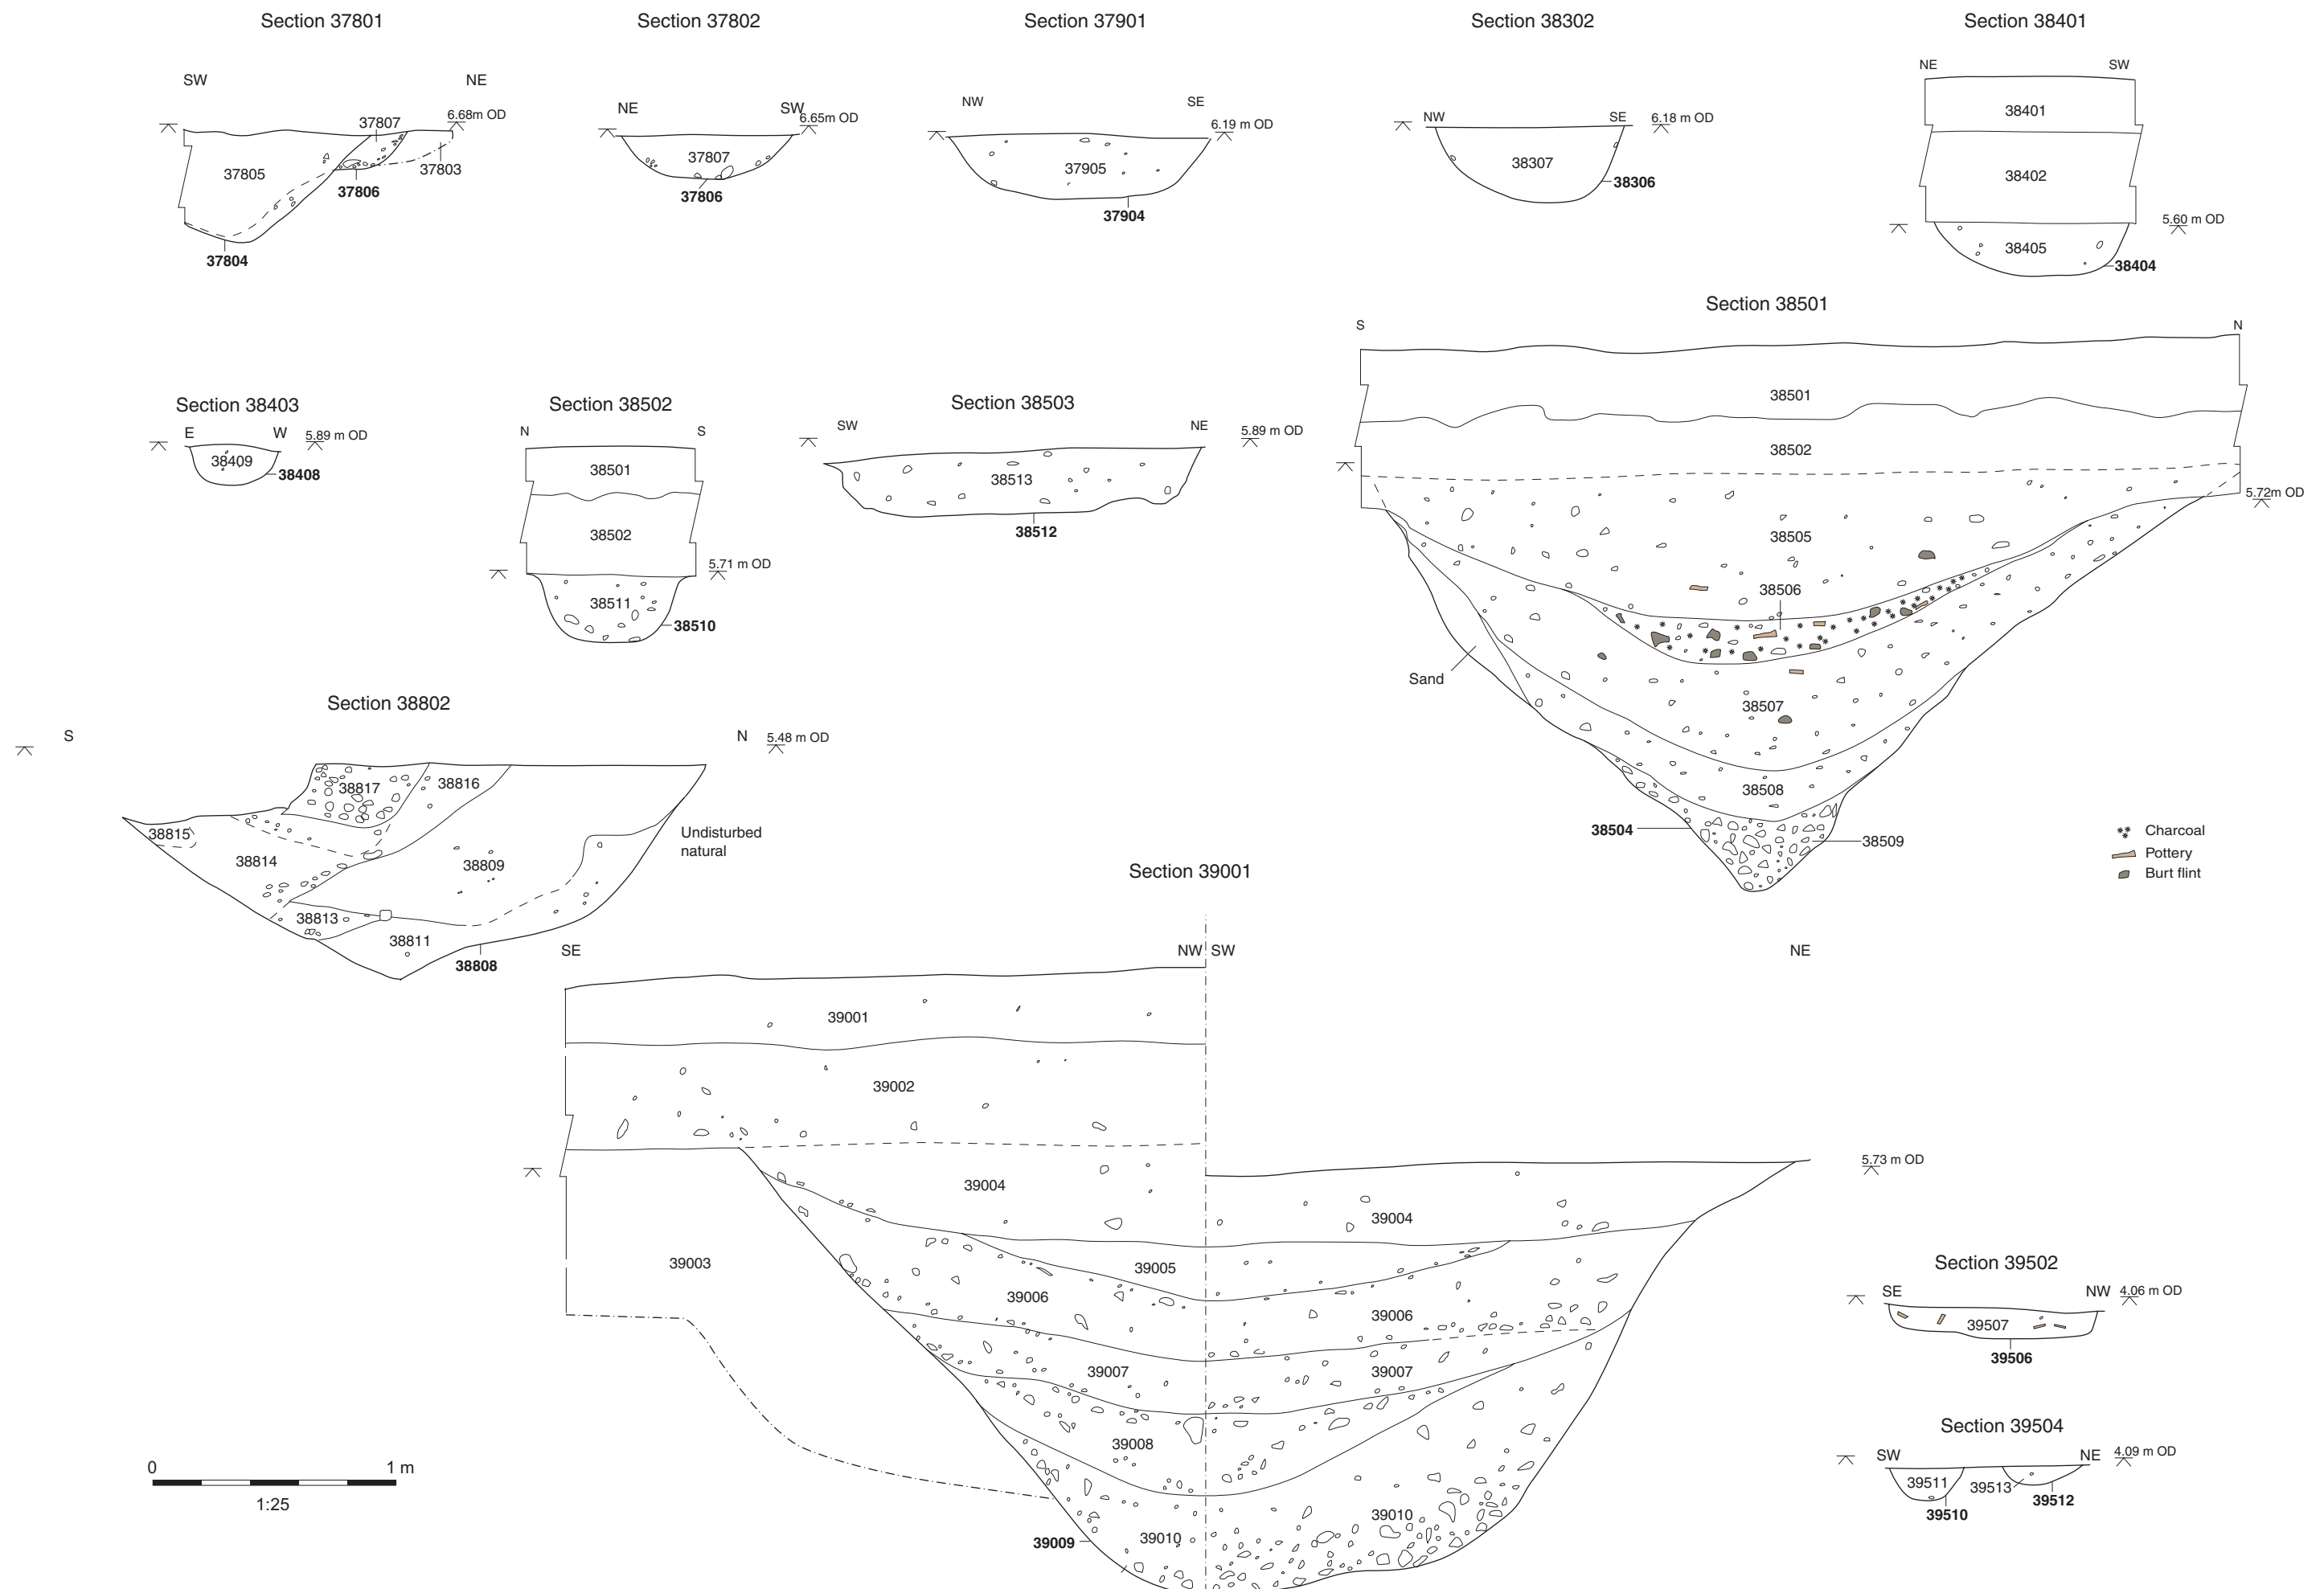 Section 37801
SW
NE
6.68m OD
37807
37805
37803
37806
37804
Section 37802
NE
SW
6.65m OD
37807
37806
Section 37901
NW
SE
6.19 m OD
37905
37904
Section 38302
NW
SE
6.18 m OD
38307
38306
Section 38401
NE
SW
38401
38402
5.60 m OD
38405
38404
Section 38403
E
W
5.89 m OD
38409
38408
Section 38502
N
S
38501
38502
5.71 m OD
38511
38510
Section 38503
SW
NE
5.89 m OD
38513
38512
Section 38501
S
N
38501
38502
5.72m OD
38505
38506
Sand
38507
38508
38504
38509
Charcoal
Pottery
Burt flint
Section 38802
S
N
5.48 m OD
38817
38816
38815
38814
38809
Undisturbed
natural
38813
38811
38808
Section 39001
SE
NW
SW
NE
39001
39002
5.73 m OD
39004
39004
39003
39005
39006
39006
39007
39007
39008
39010
39010
39009
Section 39502
SE
NW
4.06 m OD
39507
39506
Section 39504
SW
NE
4.09 m OD
39511
39513
39510
39512
0
1 m
1:25